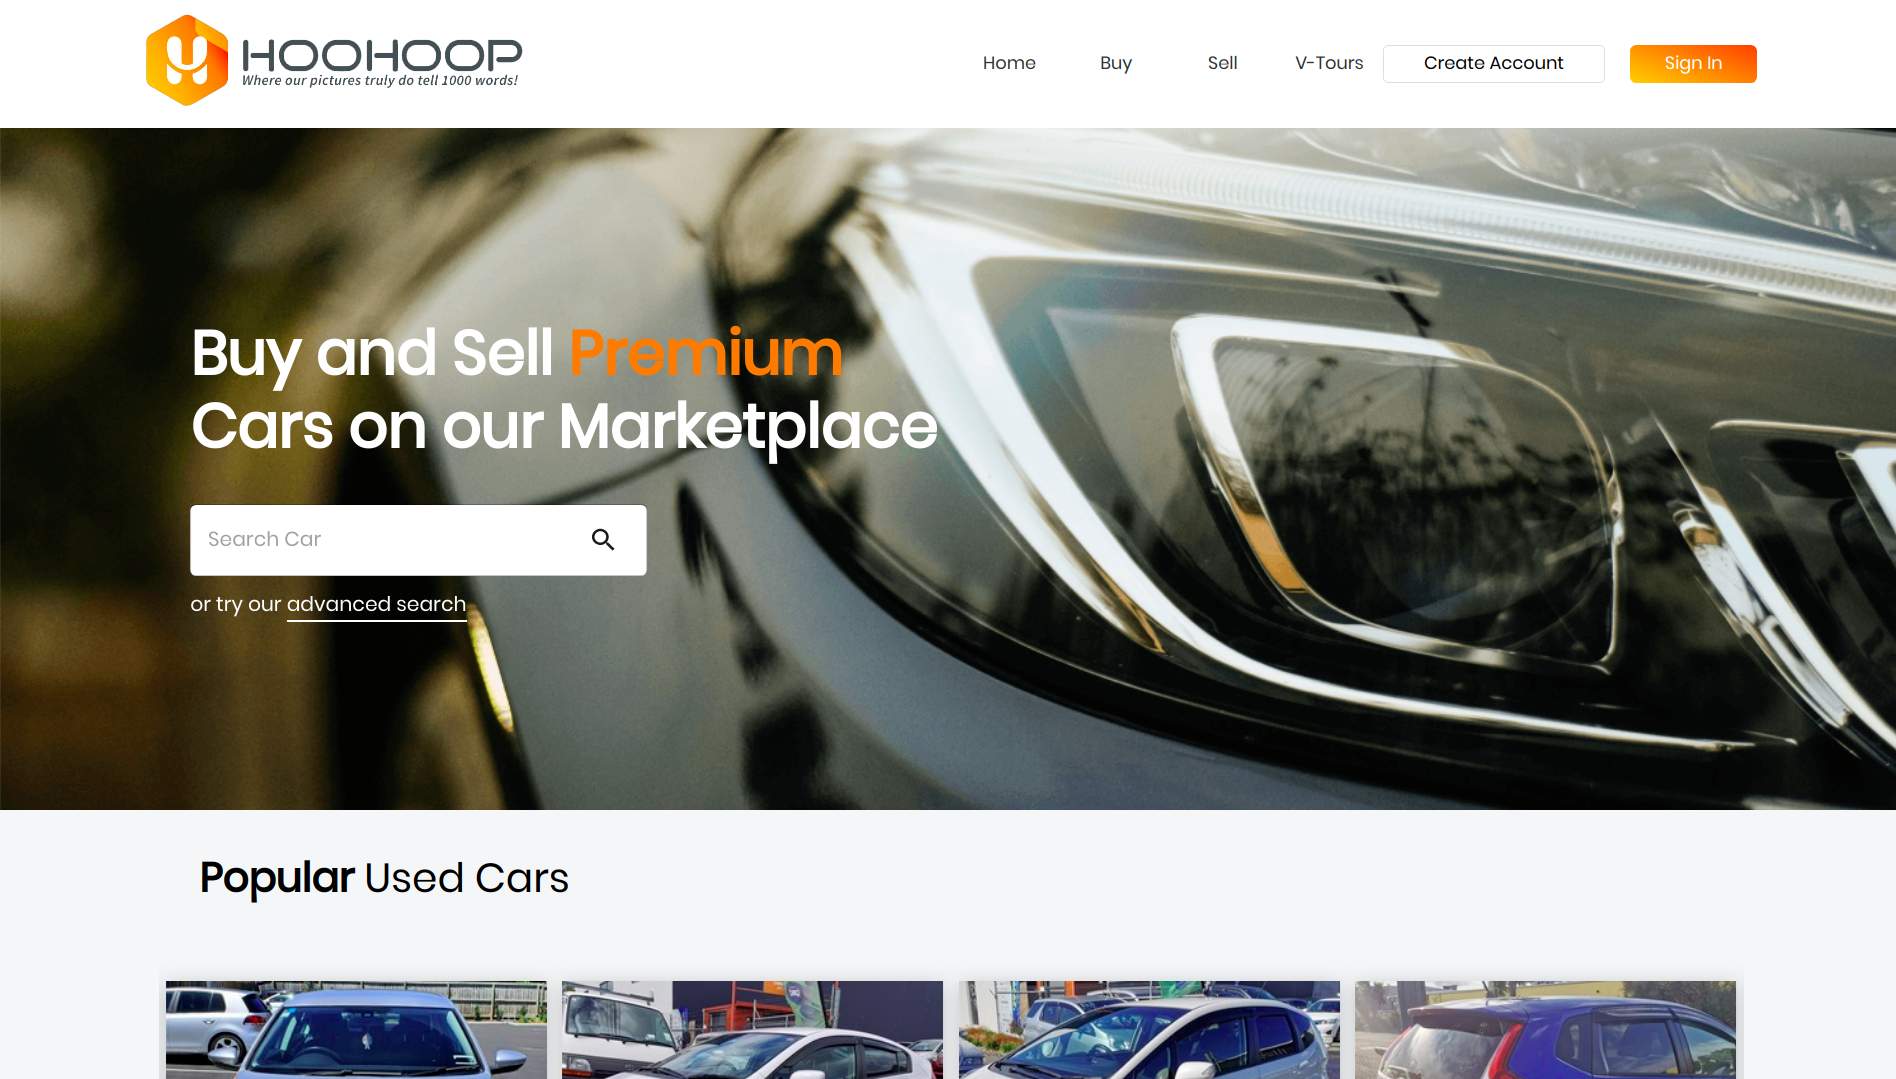 HOOHOOP
Where our pictures truly do tell 1000 words!
Home
Buy
Sell
V-Tours
Create Account
Sign In
Buy and Sell Premium
Cars on our Marketplace
Search Car
or try our advanced search
Popular Used Cars